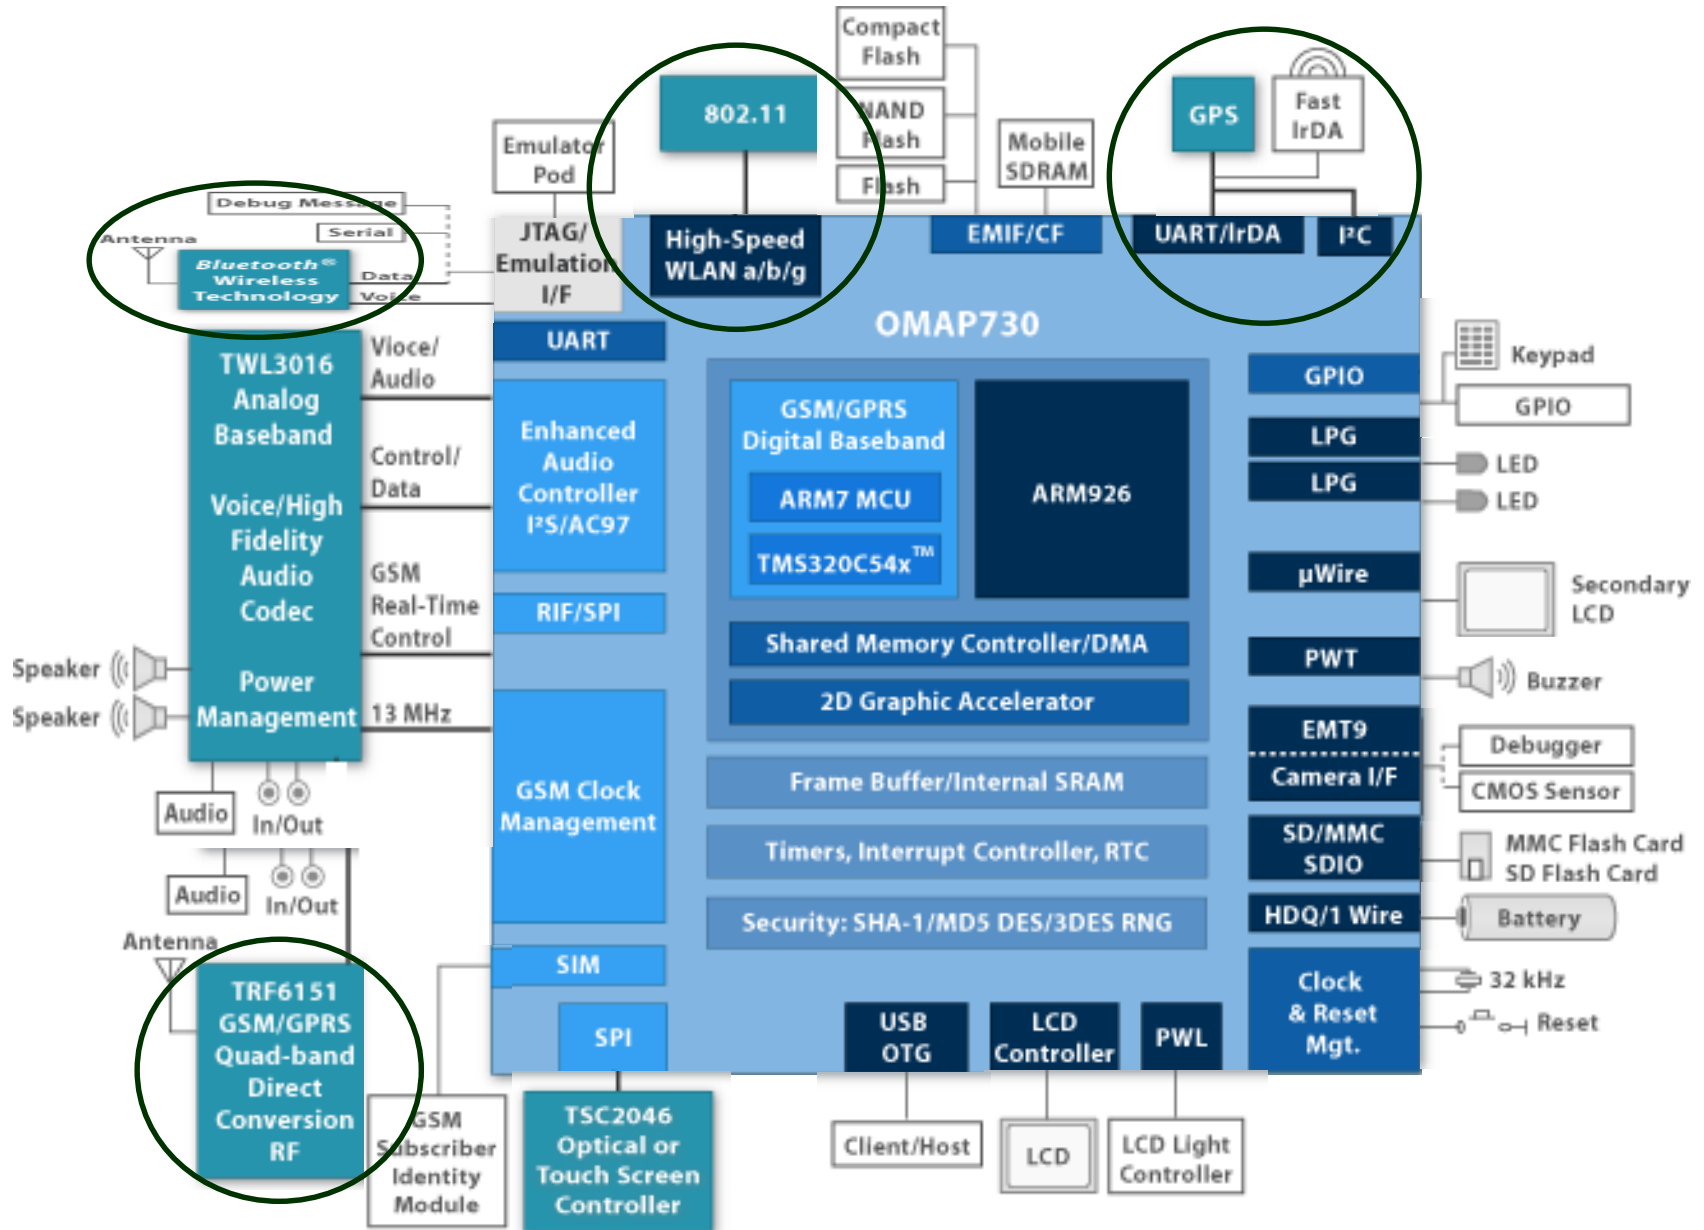 Compact
Flash
802.11
NAND
Flash
GPS
Fast
IrDA
Emulator
Pod
Mobile
SDRAM
Flash
Debug Message
Serial
Antenna
Bluetooth®
Wireless
Technology
Data
Voice
JTAG/
Emulation
I/F
High-Speed
WLAN a/b/g
EMIF/CF
UART/IrDA
I²C
OMAP730
UART
TWL3016
Analog
Baseband
Voice/High
Fidelity
Audio
Codec
Power
Management
Vioce/
Audio
Control/
Data
GSM
Real-Time
Control
13 MHz
Enhanced
Audio
Controller
I²S/AC97
RIF/SPI
GSM Clock
Management
SIM
SPI
GSM/GPRS
Digital Baseband
ARM7 MCU
TMS320C54x™
ARM926
Shared Memory Controller/DMA
2D Graphic Accelerator
Frame Buffer/Internal SRAM
Timers, Interrupt Controller, RTC
Security: SHA-1/MD5 DES/3DES RNG
GPIO
LPG
LPG
µWire
PWT
EMT9
Camera I/F
SD/MMC
SDIO
HDQ/1 Wire
Clock
& Reset
Mgt.
Keypad
GPIO
LED
LED
Secondary
LCD
Buzzer
Debugger
CMOS Sensor
MMC Flash Card
SD Flash Card
Battery
32 kHz
Reset
Speaker
Speaker
Audio
In/Out
Audio
In/Out
Antenna
TRF6151
GSM/GPRS
Quad-band
Direct
Conversion
RF
GSM
Subscriber
Identity
Module
TSC2046
Optical or
Touch Screen
Controller
USB
OTG
LCD
Controller
PWL
Client/Host
LCD
LCD Light
Controller